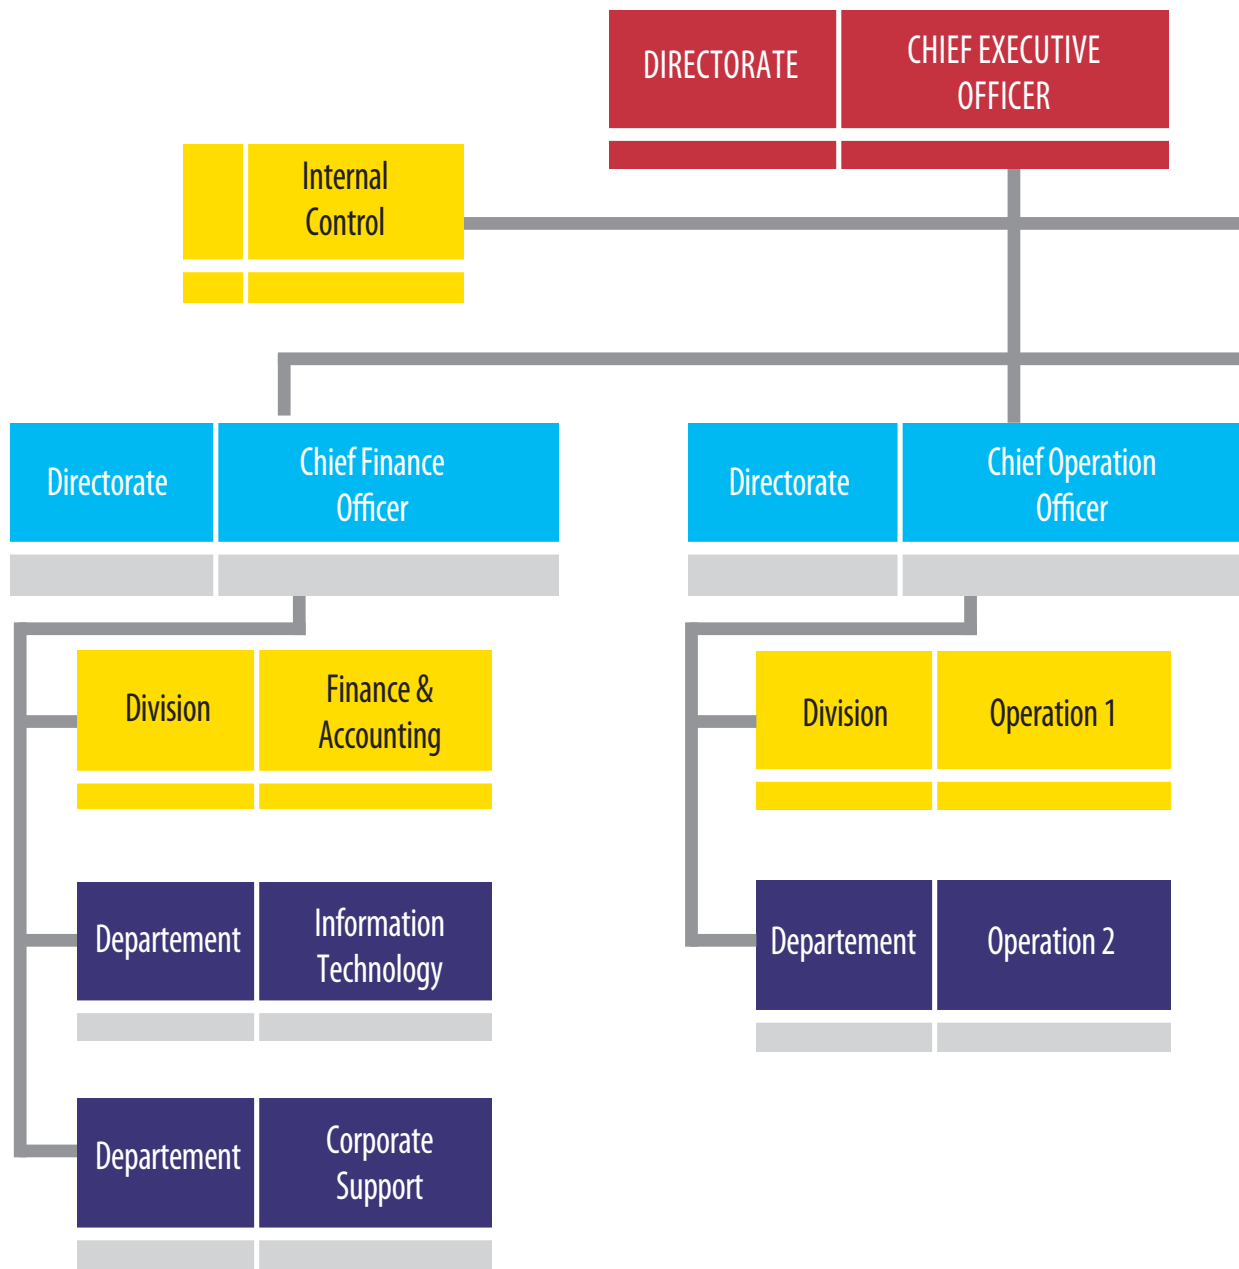 DIRECTORATE
CHIEF EXECUTIVE
OFFICER
Internal
Control
Directorate
Chief Finance
Officer
Directorate
Chief Operation
Officer
Division
Finance &
Accounting
Division
Operation 1
Departement
Information
Technology
Departement
Operation 2
Departement
Corporate
Support